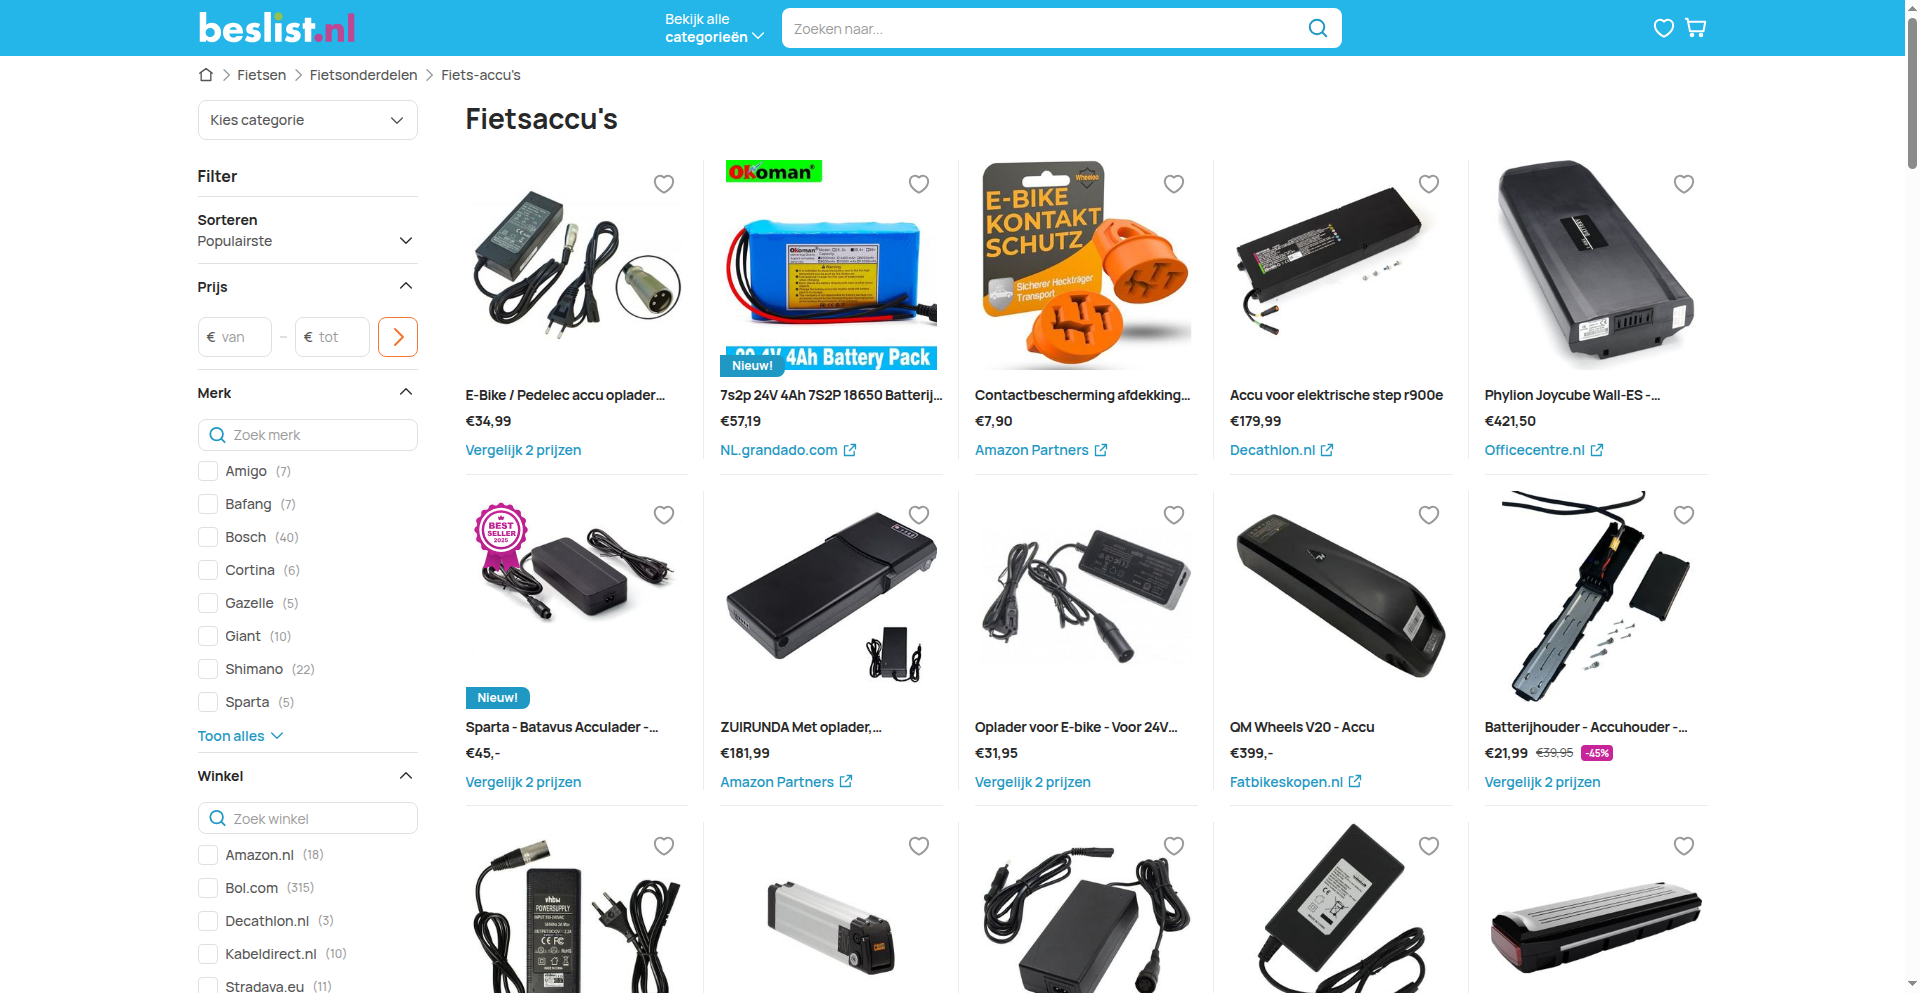 beslist.nl
Bekijk alle
categorieën
Zoeken naar...
Fietsen
Fietsonderdelen
Fiets-accu's
Kies categorie
Fietsaccu's
Filter
Sorteren
Populairste
Prijs
€ van
–
€ tot
Merk
Zoek merk
Amigo (7)
Bafang (7)
Bosch (40)
Cortina (6)
Gazelle (5)
Giant (10)
Shimano (22)
Sparta (5)
Toon alles
Winkel
Zoek winkel
Amazon.nl (18)
Bol.com (315)
Decathlon.nl (3)
Kabeldirect.nl (10)
Stradava.eu (11)
E-Bike / Pedelec accu oplader...
€34,99
Vergelijk 2 prijzen
Okoman
4Ah Battery Pack
Nieuw!
7s2p 24V 4Ah 7S2P 18650 Batterij...
€57,19
NL.grandado.com
Wheeloo
E-BIKE
KONTAKT
SCHUTZ
Sicherer Heckträger
Transport
Contactbescherming afdekking...
€7,90
Amazon Partners
Accu voor elektrische step r900e
€179,99
Decathlon.nl
Phylion Joycube Wall-ES -...
€421,50
Officecentre.nl
BEST
SELLER
2025
Nieuw!
Sparta - Batavus Acculader -...
€45,-
Vergelijk 2 prijzen
ZUIRUNDA Met oplader,...
€181,99
Amazon Partners
Oplader voor E-bike - Voor 24V...
€31,95
Vergelijk 2 prijzen
QM Wheels V20 - Accu
€399,-
Fatbikeskopen.nl
Batterijhouder - Accuhouder -...
€21,99 €39,95 -45%
Vergelijk 2 prijzen
vhbw
POWERSUPPLY